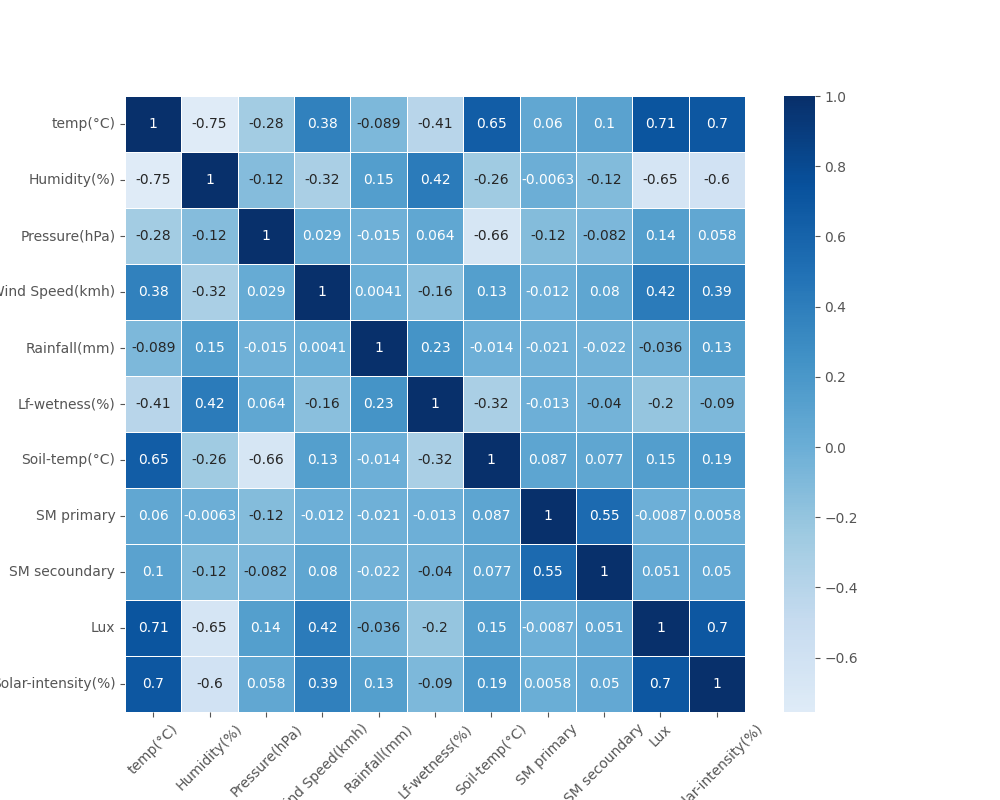 temp(°C) 1 -0.75 -0.28 0.38 -0.089 -0.41 0.65 0.06 0.1 0.71 0.7
Humidity(%) -0.75 1 -0.12 -0.32 0.15 0.42 -0.26 -0.0063 -0.12 -0.65 -0.6
Pressure(hPa) -0.28 -0.12 1 0.029 -0.015 0.064 -0.66 -0.12 -0.082 0.14 0.058
Wind Speed(kmh) 0.38 -0.32 0.029 1 0.0041 -0.16 0.13 -0.012 0.08 0.42 0.39
Rainfall(mm) -0.089 0.15 -0.015 0.0041 1 0.23 -0.014 -0.021 -0.022 -0.036 0.13
Lf-wetness(%) -0.41 0.42 0.064 -0.16 0.23 1 -0.32 -0.013 -0.04 -0.2 -0.09
Soil-temp(°C) 0.65 -0.26 -0.66 0.13 -0.014 -0.32 1 0.087 0.077 0.15 0.19
SM primary 0.06 -0.0063 -0.12 -0.012 -0.021 -0.013 0.087 1 0.55 -0.0087 0.0058
SM secoundary 0.1 -0.12 -0.082 0.08 -0.022 -0.04 0.077 0.55 1 0.051 0.05
Lux 0.71 -0.65 0.14 0.42 -0.036 -0.2 0.15 -0.0087 0.051 1 0.7
olar-intensity(%) 0.7 -0.6 0.058 0.39 0.13 -0.09 0.19 0.0058 0.05 0.7 1
temp(°C)
Humidity(%)
Pressure(hPa)
ind Speed(kmh)
Rainfall(mm)
Lf-wetness(%)
Soil-temp(°C)
SM primary
SM secoundary
Lux
lar-intensity(%)
1.0
0.8
0.6
0.4
0.2
0.0
−0.2
−0.4
−0.6